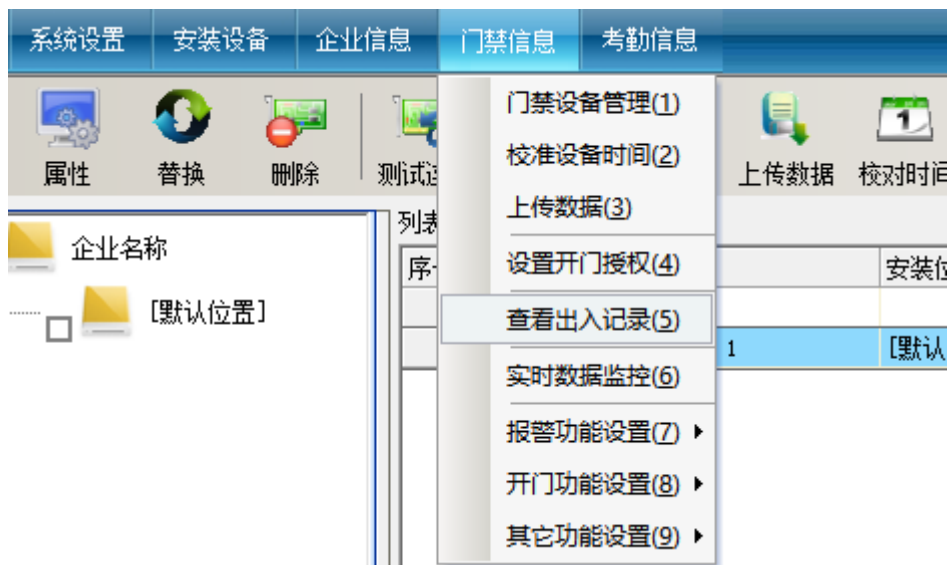 系统设置 安装设备 企业信息 门禁信息 考勤信息
属性 替换 删除 上传数据
门禁设备管理(1)
校准设备时间(2)
上传数据(3)
设置开门授权(4)
查看出入记录(5)
实时数据监控(6)
报警功能设置(7)
开门功能设置(8)
其它功能设置(9)
企业名称
[默认位置]
列表
序
安装位
1 [默认
校对时间